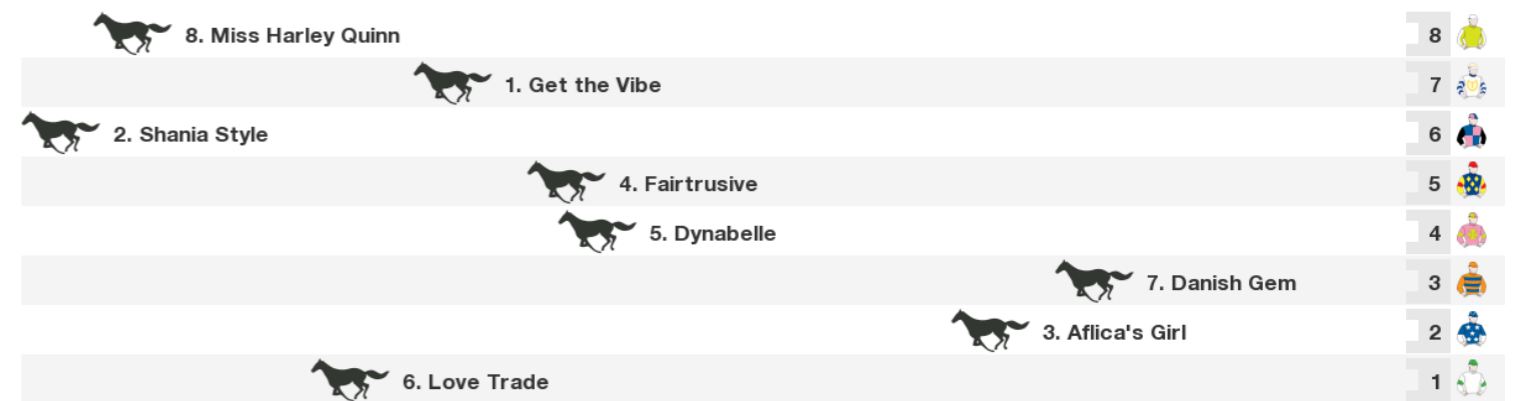 8. Miss Harley Quinn 8
1. Get the Vibe 7
2. Shania Style 6
4. Fairtrusive 5
5. Dynabelle 4
7. Danish Gem 3
3. Aflica's Girl 2
6. Love Trade 1